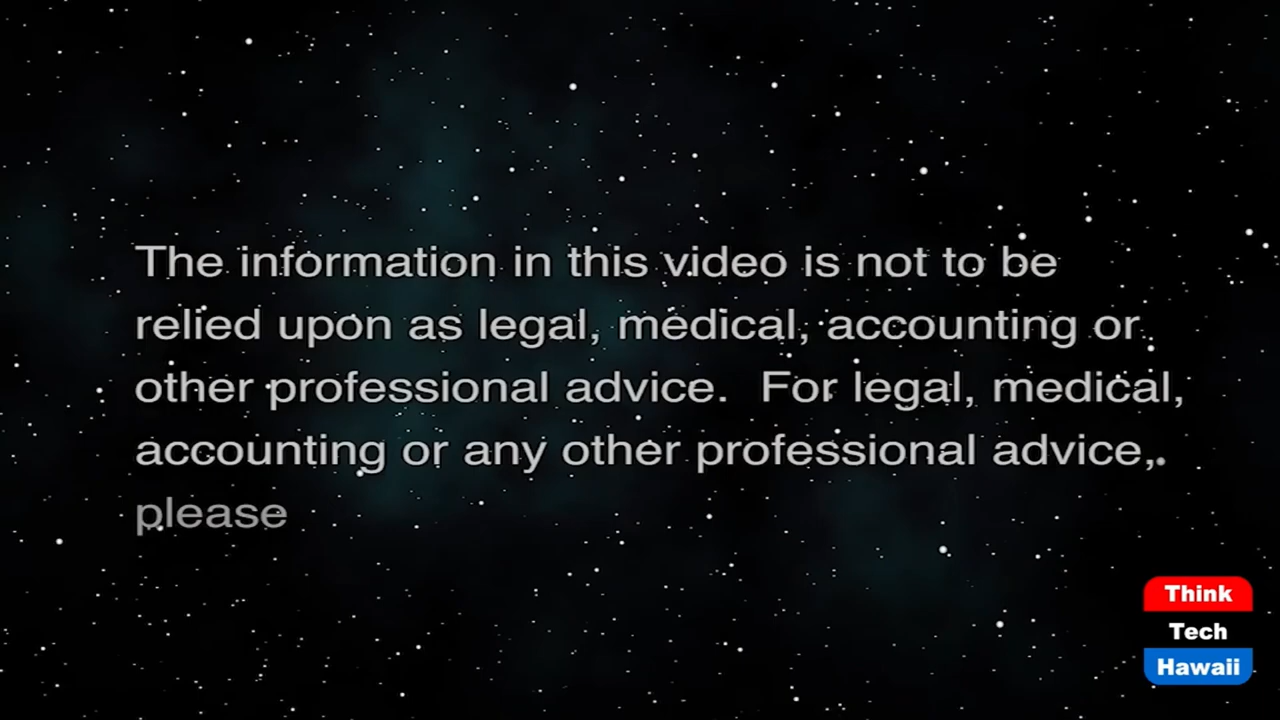 The information in this video is not to be
relied upon as legal, medical, accounting or
other professional advice.  For legal, medical,
accounting or any other professional advice,
please
Think
Tech
Hawaii